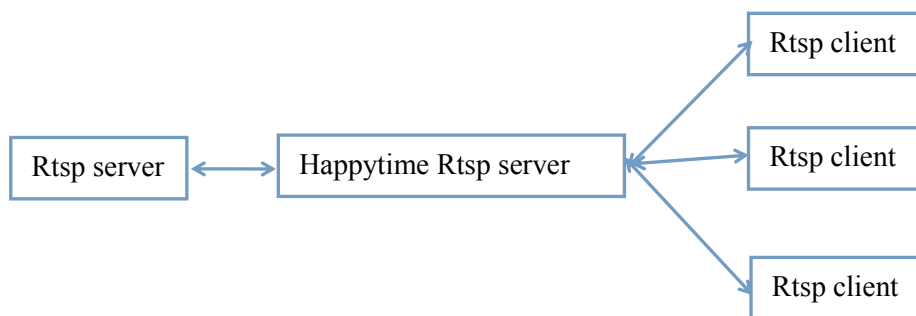 Rtsp client
Rtsp server
Happytime Rtsp server
Rtsp client
Rtsp client